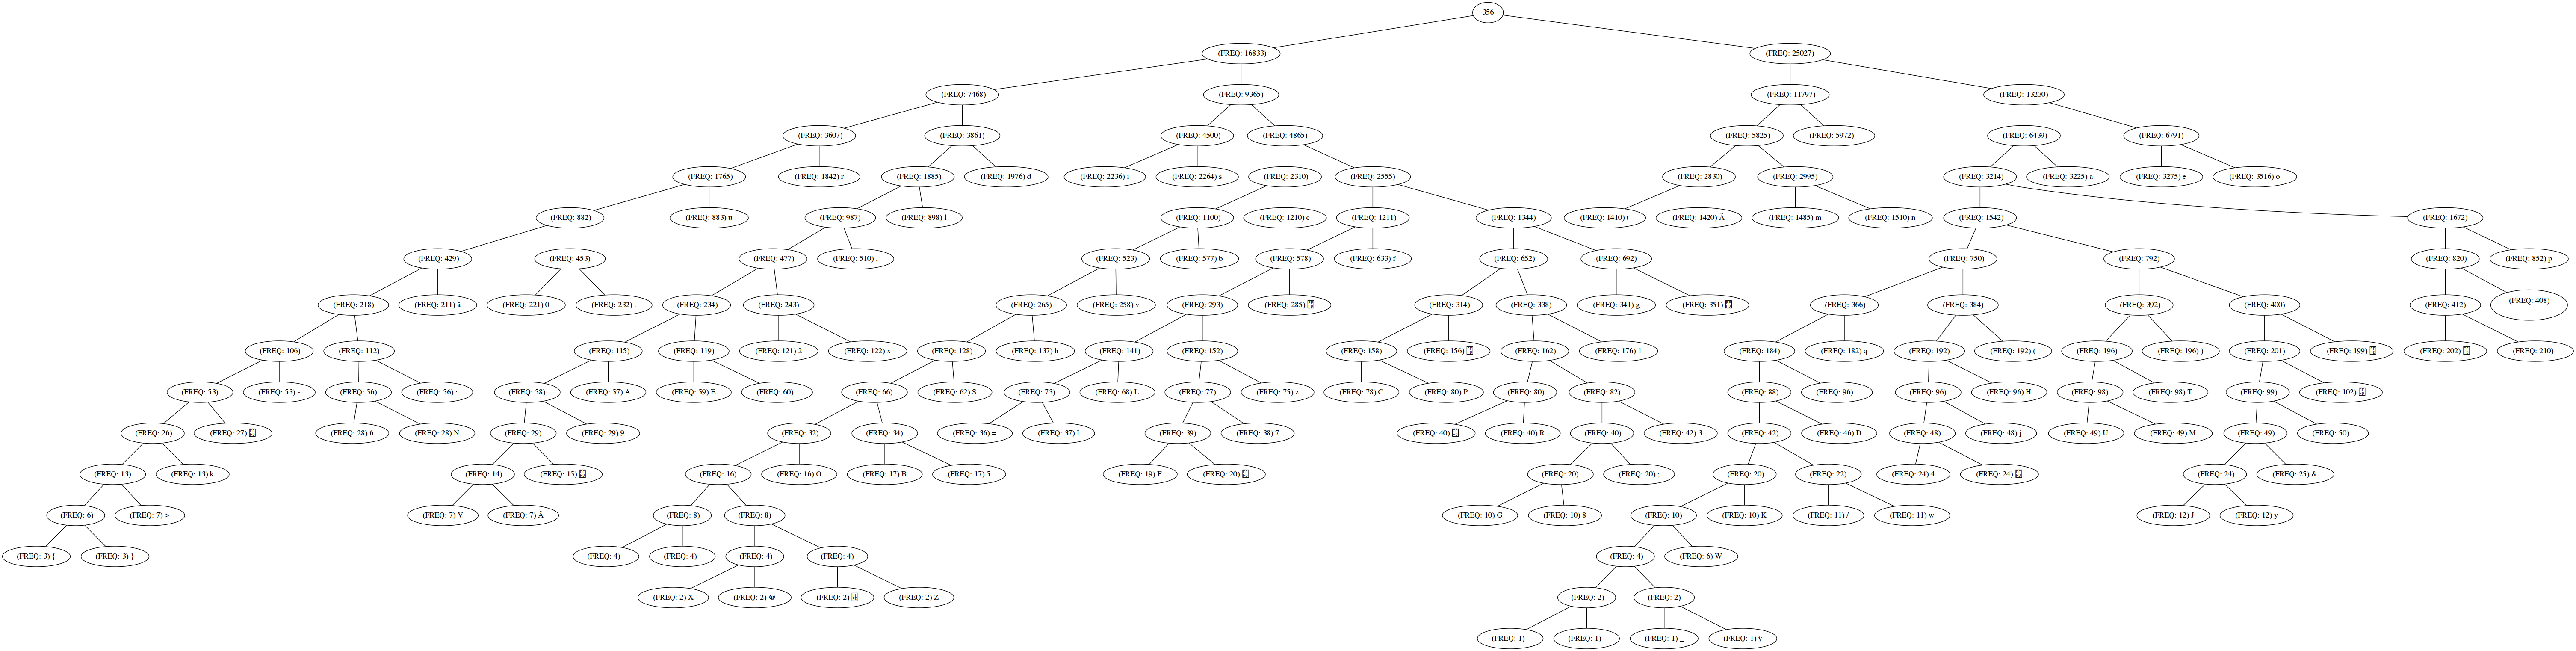 356
(FREQ: 16833) (FREQ: 25027)
(FREQ: 7468) (FREQ: 9365) (FREQ: 11797) (FREQ: 13230)
(FREQ: 3607) (FREQ: 3861) (FREQ: 4500) (FREQ: 4865) (FREQ: 5825) (FREQ: 5972) (FREQ: 6439) (FREQ: 6791)
(FREQ: 1765) (FREQ: 1842) r (FREQ: 1885) (FREQ: 1976) d (FREQ: 2236) i (FREQ: 2264) s (FREQ: 2310) (FREQ: 2555) (FREQ: 2830) (FREQ: 2995) (FREQ: 3214) (FREQ: 3225) a (FREQ: 3275) e (FREQ: 3516) o
(FREQ: 882) (FREQ: 883) u (FREQ: 987) (FREQ: 898) l (FREQ: 1100) (FREQ: 1210) c (FREQ: 1211) (FREQ: 1344) (FREQ: 1410) t (FREQ: 1420) Ã (FREQ: 1485) m (FREQ: 1510) n (FREQ: 1542) (FREQ: 1672)
(FREQ: 429) (FREQ: 453) (FREQ: 477) (FREQ: 510) , (FREQ: 523) (FREQ: 577) b (FREQ: 578) (FREQ: 633) f (FREQ: 652) (FREQ: 692) (FREQ: 750) (FREQ: 792) (FREQ: 820) (FREQ: 852) p
(FREQ: 218) (FREQ: 211) â (FREQ: 221) 0 (FREQ: 232) . (FREQ: 234) (FREQ: 243) (FREQ: 265) (FREQ: 258) v (FREQ: 293) (FREQ: 285) (FREQ: 314) (FREQ: 338) (FREQ: 341) g (FREQ: 351) (FREQ: 366) (FREQ: 384) (FREQ: 392) (FREQ: 400) (FREQ: 412) (FREQ: 408)
(FREQ: 106) (FREQ: 112) (FREQ: 115) (FREQ: 119) (FREQ: 121) 2 (FREQ: 122) x (FREQ: 128) (FREQ: 137) h (FREQ: 141) (FREQ: 152) (FREQ: 158) (FREQ: 156) (FREQ: 162) (FREQ: 176) 1 (FREQ: 184) (FREQ: 182) q (FREQ: 192) (FREQ: 192) ( (FREQ: 196) (FREQ: 196) ) (FREQ: 201) (FREQ: 199) (FREQ: 202) (FREQ: 210)
(FREQ: 53) (FREQ: 53) - (FREQ: 56) (FREQ: 56) : (FREQ: 58) (FREQ: 57) A (FREQ: 59) E (FREQ: 60) (FREQ: 66) (FREQ: 62) S (FREQ: 73) (FREQ: 68) L (FREQ: 77) (FREQ: 75) z (FREQ: 78) C (FREQ: 80) P (FREQ: 80) (FREQ: 82) (FREQ: 88) (FREQ: 96) (FREQ: 96) (FREQ: 96) H (FREQ: 98) (FREQ: 98) T (FREQ: 99) (FREQ: 102)
(FREQ: 26) (FREQ: 27) (FREQ: 28) 6 (FREQ: 28) N (FREQ: 29) (FREQ: 29) 9 (FREQ: 32) (FREQ: 34) (FREQ: 36) = (FREQ: 37) I (FREQ: 39) (FREQ: 38) 7 (FREQ: 40) (FREQ: 40) R (FREQ: 40) (FREQ: 42) 3 (FREQ: 42) (FREQ: 46) D (FREQ: 48) (FREQ: 48) j (FREQ: 49) U (FREQ: 49) M (FREQ: 49) (FREQ: 50)
(FREQ: 13) (FREQ: 13) k (FREQ: 14) (FREQ: 15) (FREQ: 16) (FREQ: 16) O (FREQ: 17) B (FREQ: 17) 5 (FREQ: 19) F (FREQ: 20) (FREQ: 20) (FREQ: 20) ; (FREQ: 20) (FREQ: 22) (FREQ: 24) 4 (FREQ: 24) (FREQ: 24) (FREQ: 25) &
(FREQ: 6) (FREQ: 7) > (FREQ: 7) V (FREQ: 7) Â (FREQ: 8) (FREQ: 8) (FREQ: 10) G (FREQ: 10) 8 (FREQ: 10) (FREQ: 10) K (FREQ: 11) / (FREQ: 11) w (FREQ: 12) J (FREQ: 12) y
(FREQ: 3) [ (FREQ: 3) ] (FREQ: 4) (FREQ: 4) (FREQ: 4) (FREQ: 4) (FREQ: 4) (FREQ: 6) W
(FREQ: 2) X (FREQ: 2) @ (FREQ: 2) (FREQ: 2) Z (FREQ: 2) (FREQ: 2)
(FREQ: 1) (FREQ: 1) (FREQ: 1) _ (FREQ: 1) ÿ